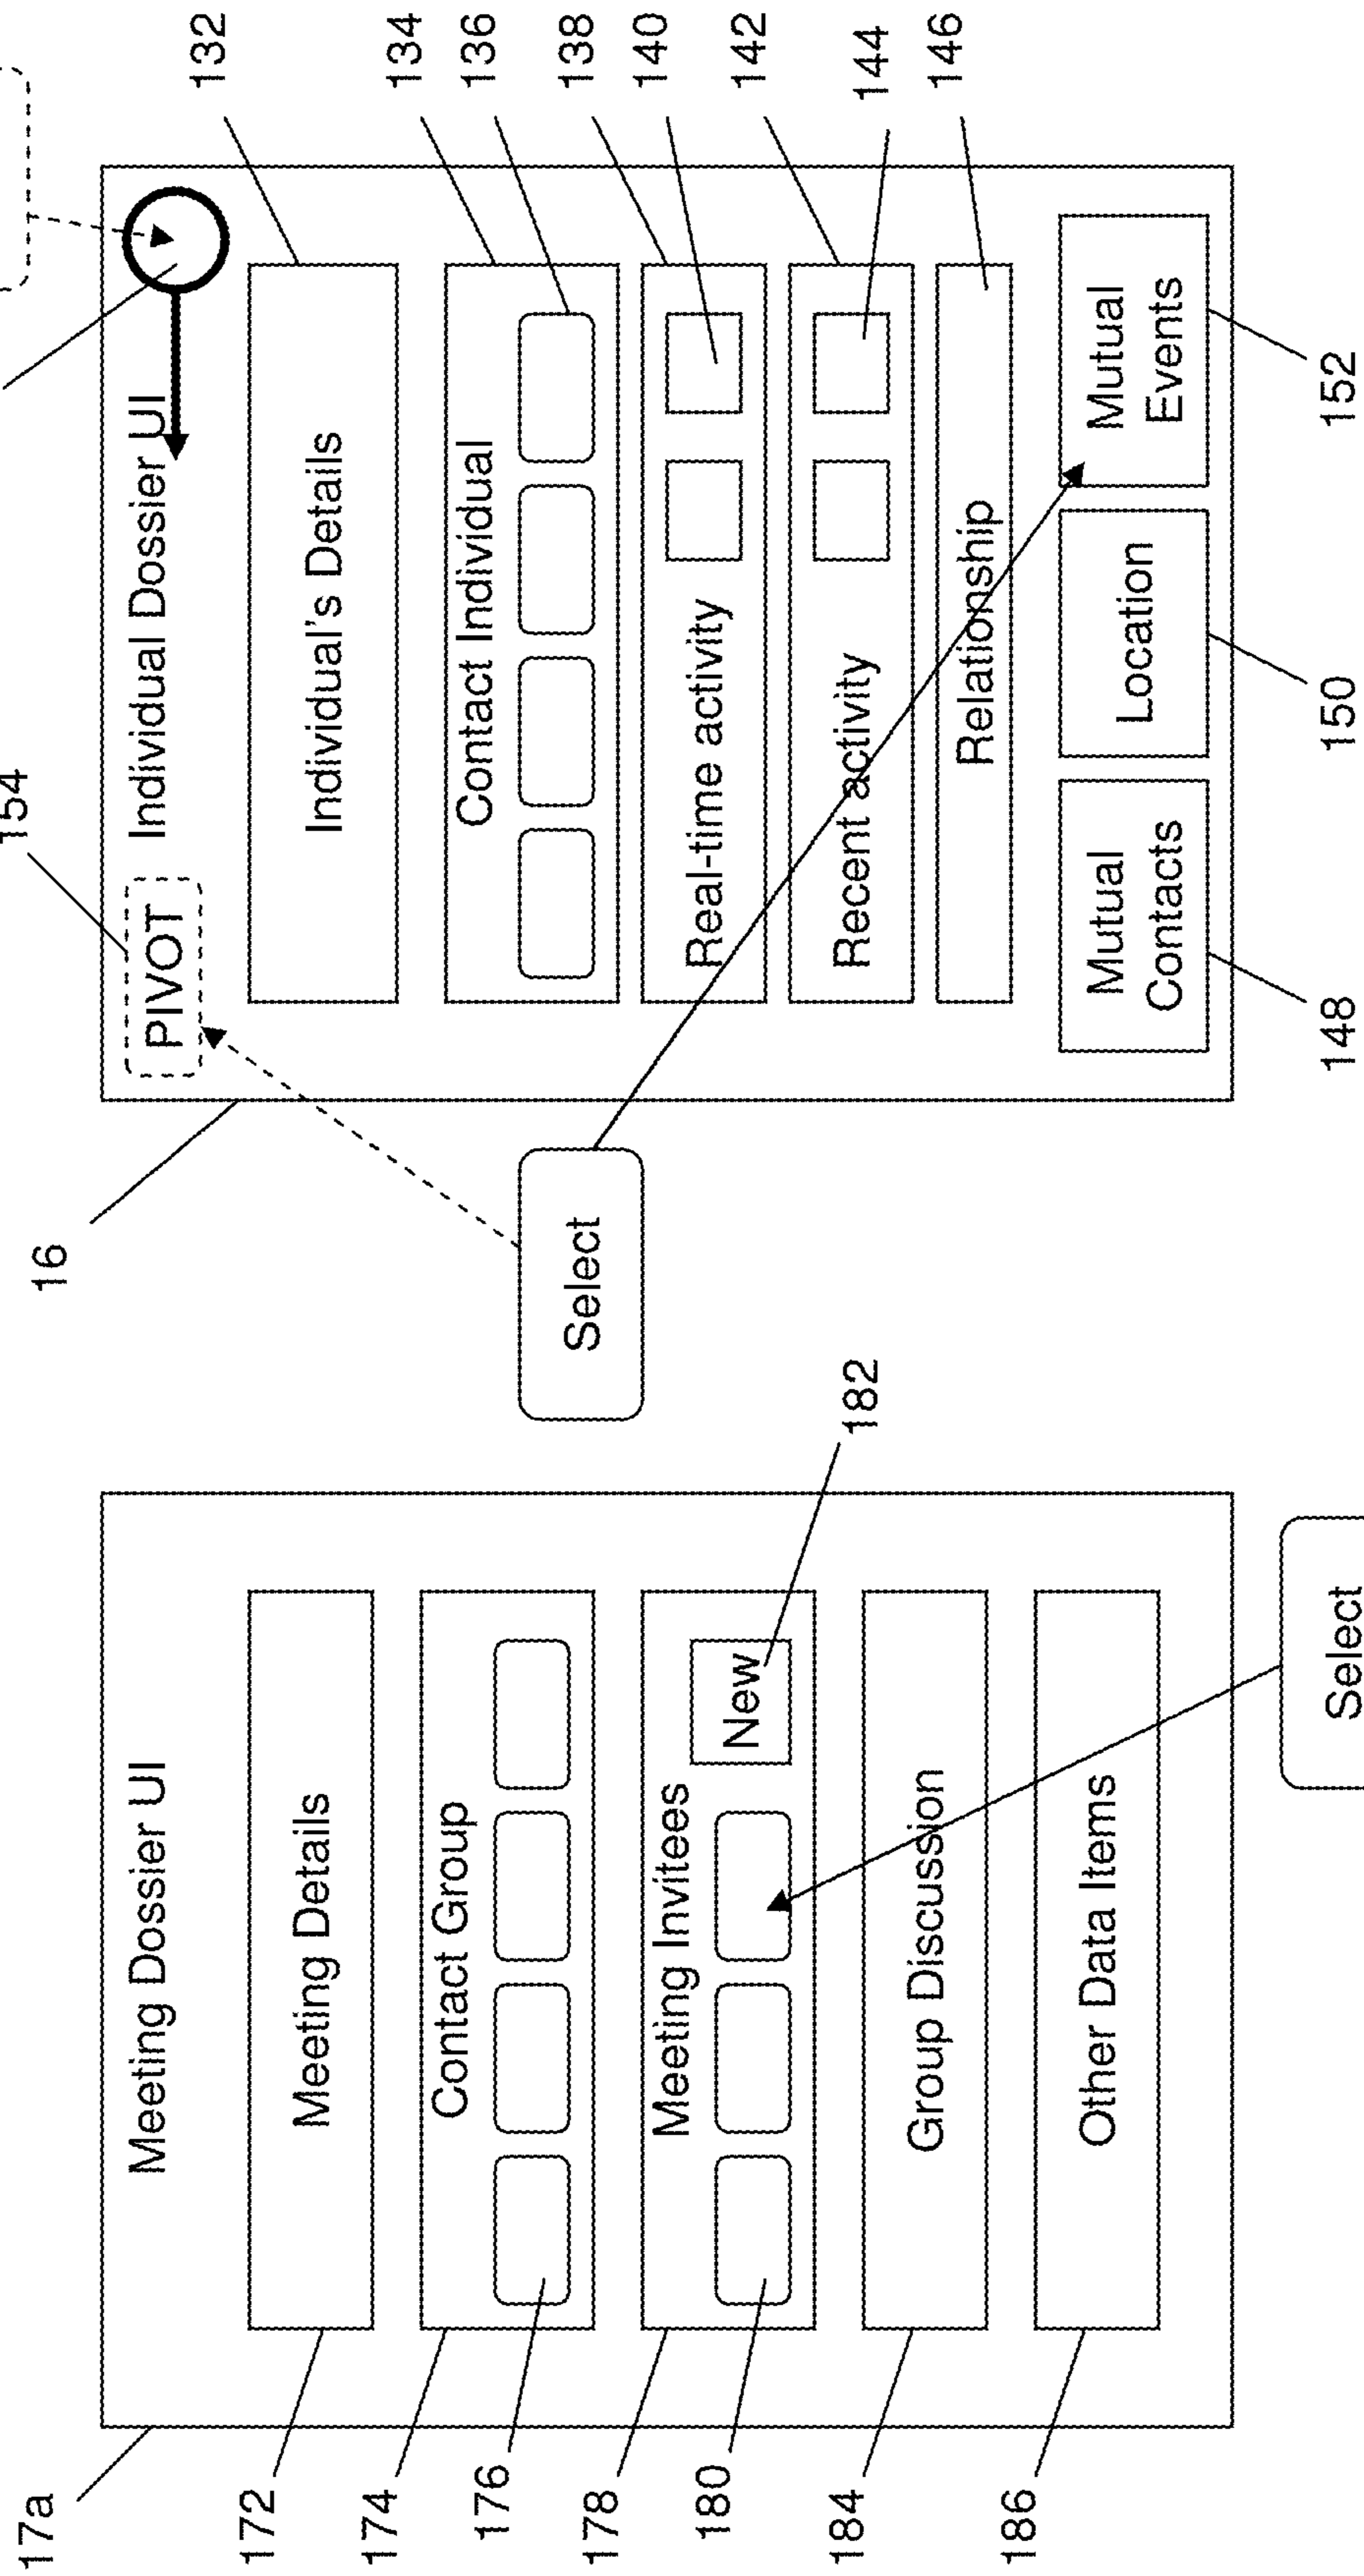 17a
Meeting Dossier UI
172
Meeting Details
174
Contact Group
176
178
Meeting Invitees
180
New
182
184
Group Discussion
186
Other Data Items
Select
16
154
PIVOT
Individual Dossier UI
132
Individual's Details
134
Contact Individual
136
Select
138
Real-time activity
140
142
Recent activity
144
146
Relationship
Mutual
Contacts
Location
Mutual
Events
148
150
152